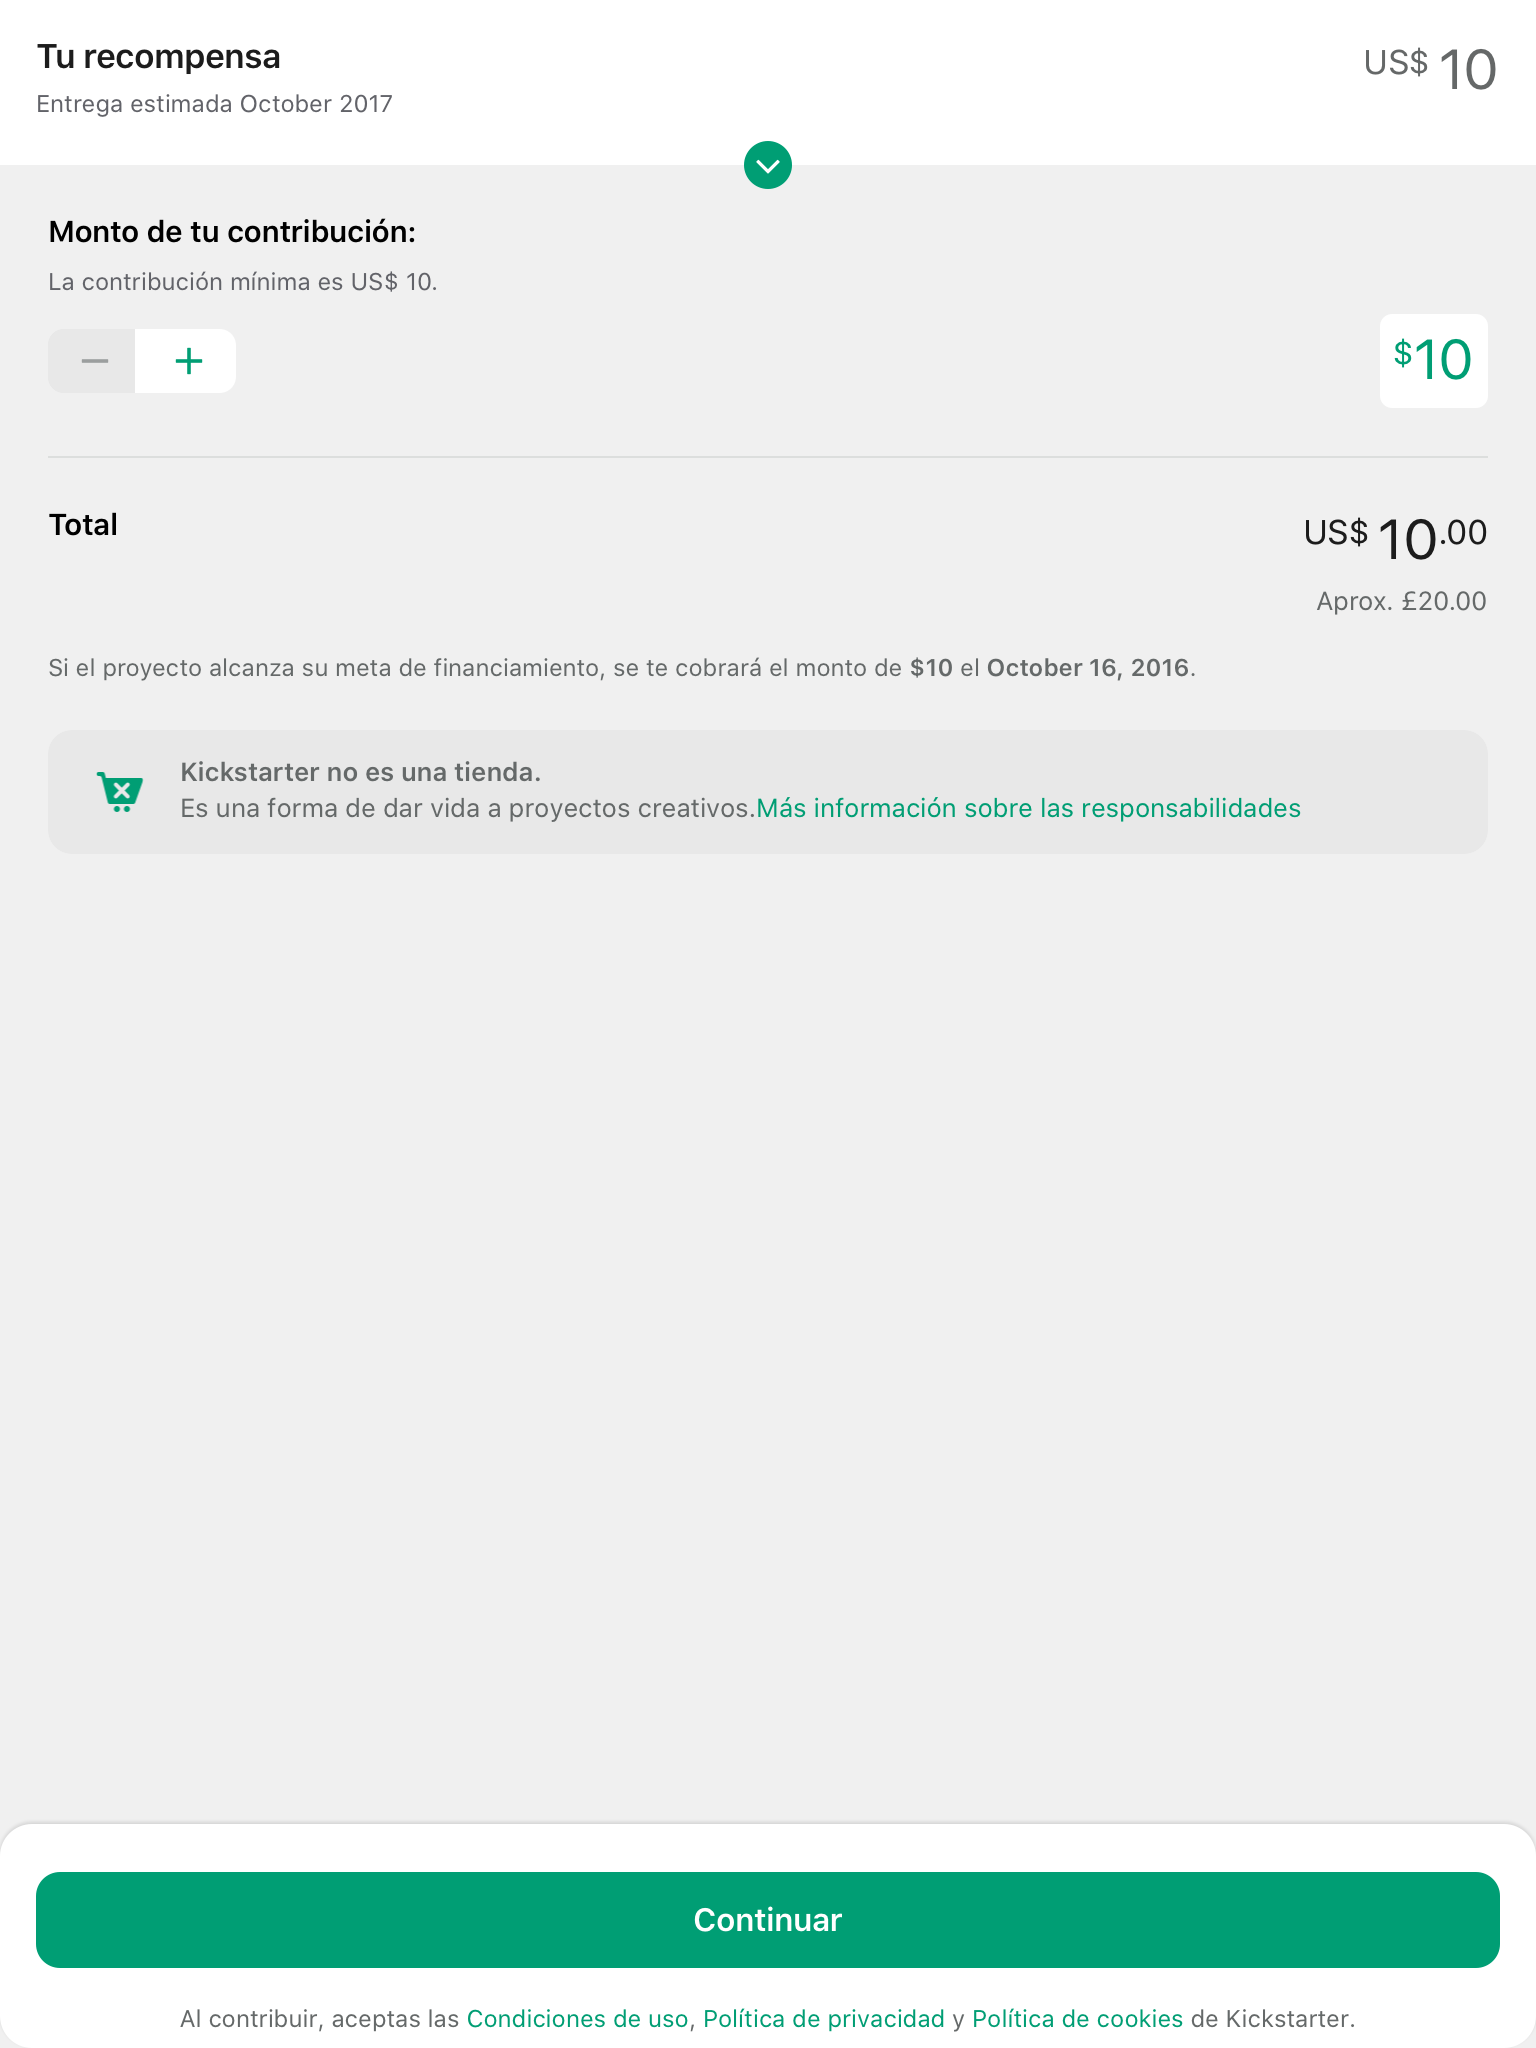 Tu recompensa
US$ 10
Entrega estimada October 2017
Monto de tu contribución:
La contribución mínima es US$ 10.
$10
Total
US$ 10.00
Aprox. £20.00
Si el proyecto alcanza su meta de financiamiento, se te cobrará el monto de $10 el October 16, 2016.
Kickstarter no es una tienda.
Es una forma de dar vida a proyectos creativos.Más información sobre las responsabilidades
Continuar
Al contribuir, aceptas las Condiciones de uso, Política de privacidad y Política de cookies de Kickstarter.